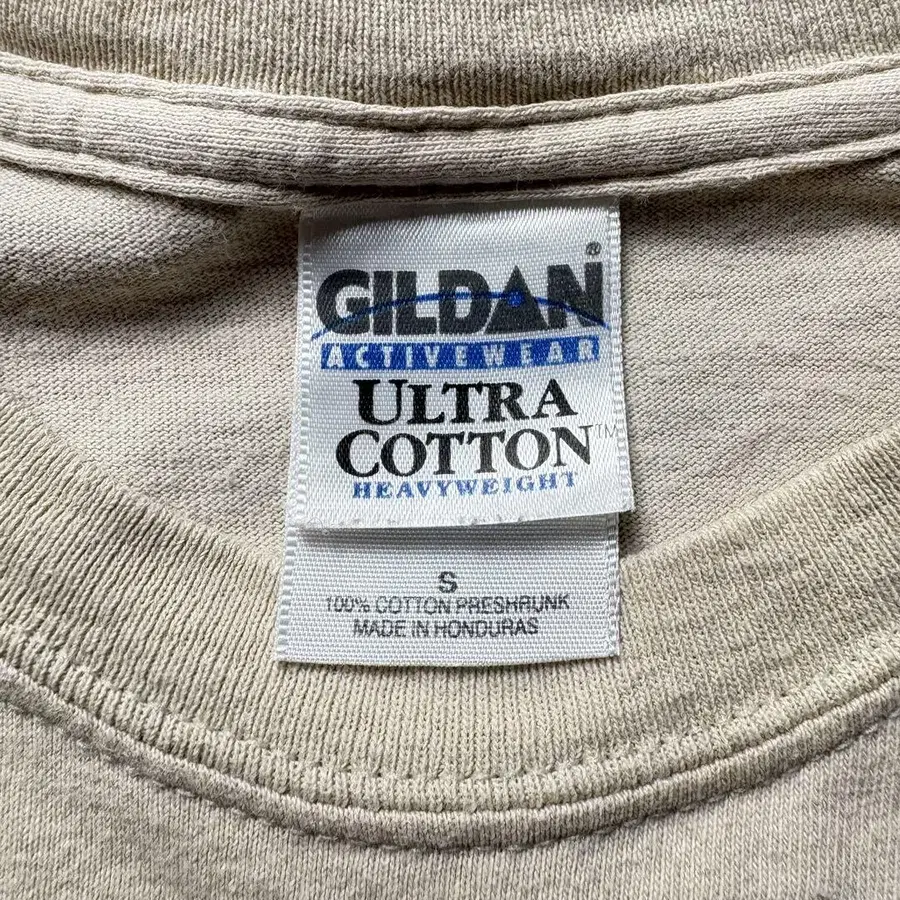 GILDAN®
ACTIVEWEAR
ULTRA
COTTON™
HEAVYWEIGHT
S
100% COTTON PRESHRUNK
MADE IN HONDURAS